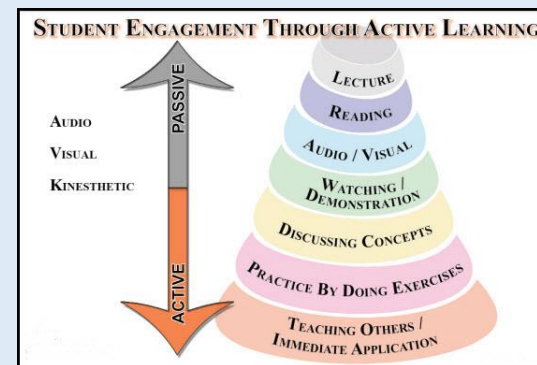 STUDENT ENGAGEMENT THROUGH ACTIVE LEARNING
AUDIO
VISUAL
KINESTHETIC
PASSIVE
ACTIVE
LECTURE
READING
AUDIO / VISUAL
WATCHING /
DEMONSTRATION
DISCUSSING CONCEPTS
PRACTICE BY DOING EXERCISES
TEACHING OTHERS /
IMMEDIATE APPLICATION